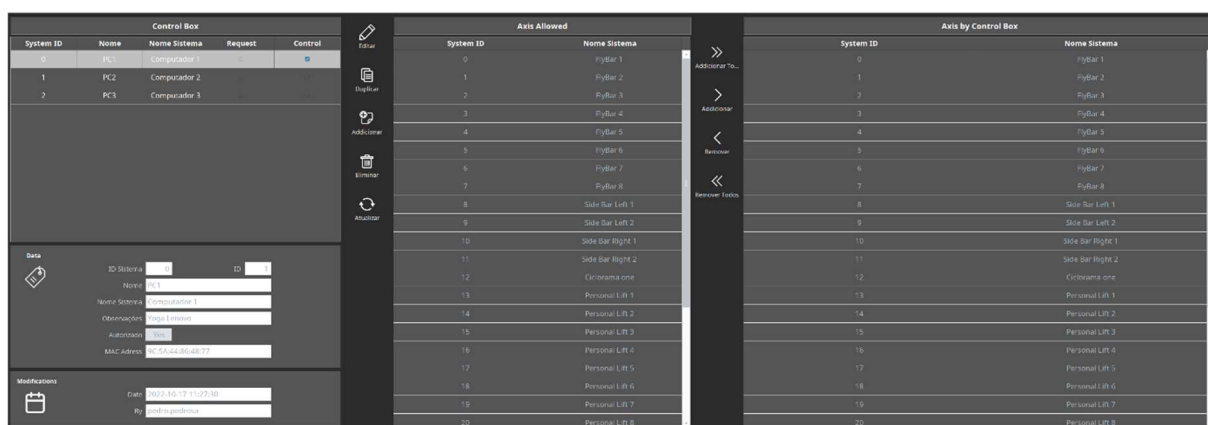 Control Box
System ID Nome Nome Sistema Request Control
0 PC1 Computador 1
1 PC2 Computador 2
2 PC3 Computador 3
Editar
Duplicar
Addicionar
Eliminar
Atualizar
Data
ID Sistema 0 ID 1
Nome PC1
Nome Sistema Computador 1
Observações Yoga Lenovo
Autorizado Yes
MAC Adress
Modifications
Date 2022-10-17 11:27:30
By pedro.pedrosa
Axis Allowed
System ID Nome Sistema
0 FlyBar 1
1 FlyBar 2
2 FlyBar 3
3 FlyBar 4
4 FlyBar 5
5 FlyBar 6
6 FlyBar 7
7 FlyBar 8
8 Side Bar Left 1
9 Side Bar Left 2
10 Side Bar Right 1
11 Side Bar Right 2
12 Ciclorama one
13 Personal Lift 1
14 Personal Lift 2
15 Personal Lift 3
16 Personal Lift 4
17 Personal Lift 5
18 Personal Lift 6
19 Personal Lift 7
20 Personal Lift 8
Addicionar To...
Addicionar
Remover
Remover Todos
Axis by Control Box
System ID Nome Sistema
0 FlyBar 1
1 FlyBar 2
2 FlyBar 3
3 FlyBar 4
4 FlyBar 5
5 FlyBar 6
6 FlyBar 7
7 FlyBar 8
8 Side Bar Left 1
9 Side Bar Left 2
10 Side Bar Right 1
11 Side Bar Right 2
12 Ciclorama one
13 Personal Lift 1
14 Personal Lift 2
15 Personal Lift 3
16 Personal Lift 4
17 Personal Lift 5
18 Personal Lift 6
19 Personal Lift 7
20 Personal Lift 8